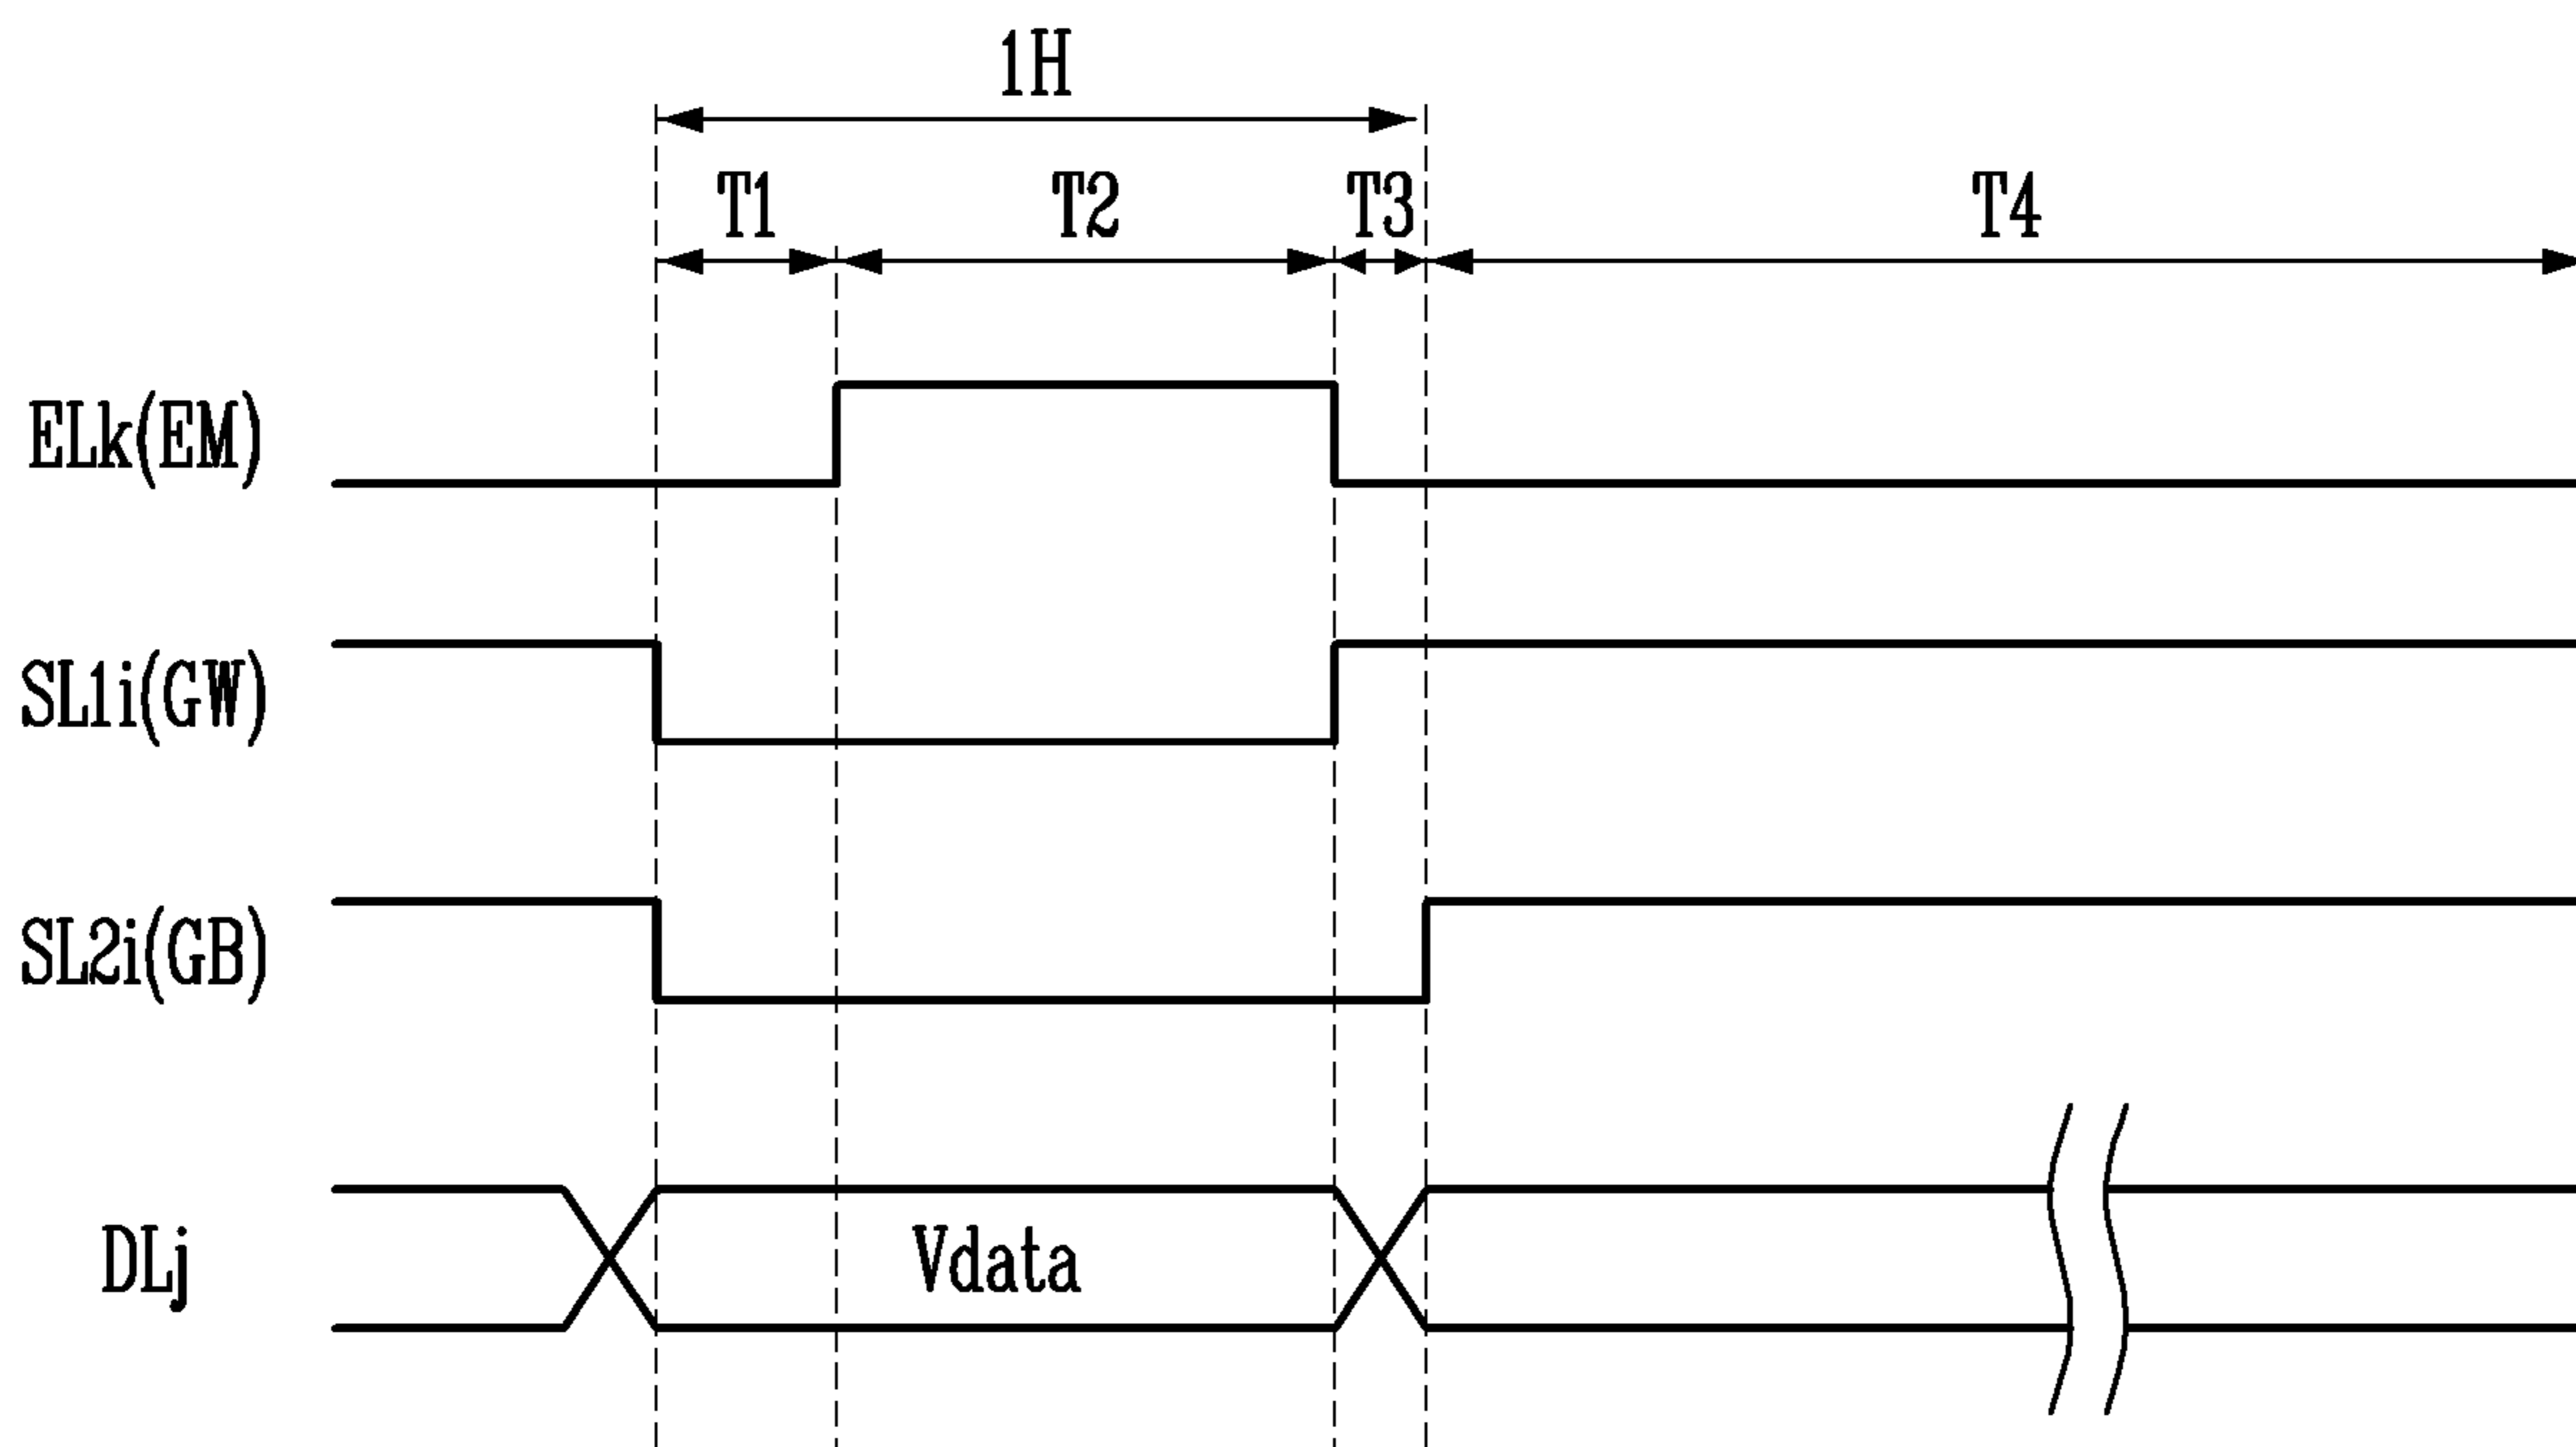 1H
T1 T2 T3 T4
ELk(EM)
SL1i(GW)
SL2i(GB)
DLj Vdata